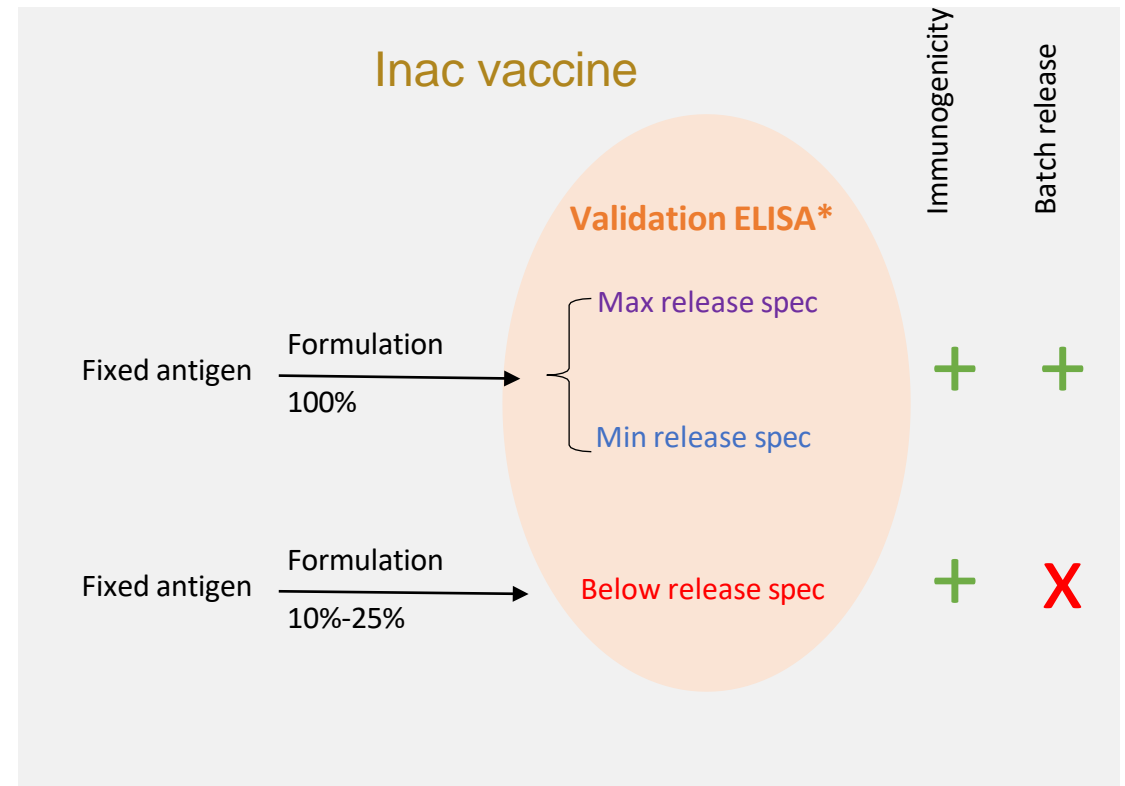 Inac vaccine
Immunogenicity
Batch release
Validation ELISA*
Max release spec
Fixed antigen
Formulation
100%
Min release spec
+
+
Fixed antigen
Formulation
10%-25%
Below release spec
+
X